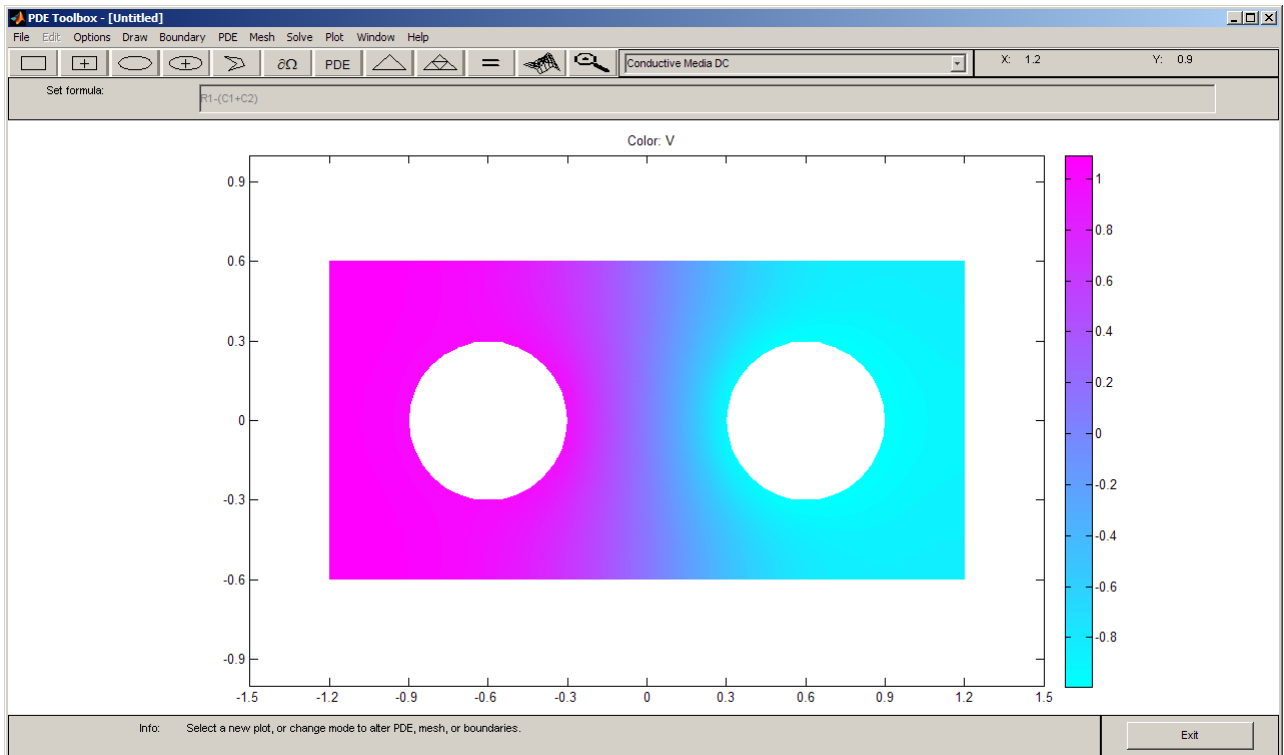 PDE Toolbox - [Untitled]
File Edit Options Draw Boundary PDE Mesh Solve Plot Window Help
∂Ω PDE = Conductive Media DC X: 1.2 Y: 0.9
Set formula: R1-(C1+C2)
Color: V
0.9
0.6
0.3
0
-0.3
-0.6
-0.9
-1.5 -1.2 -0.9 -0.6 -0.3 0 0.3 0.6 0.9 1.2 1.5
1
0.8
0.6
0.4
0.2
0
-0.2
-0.4
-0.6
-0.8
Info: Select a new plot, or change mode to alter PDE, mesh, or boundaries.
Exit